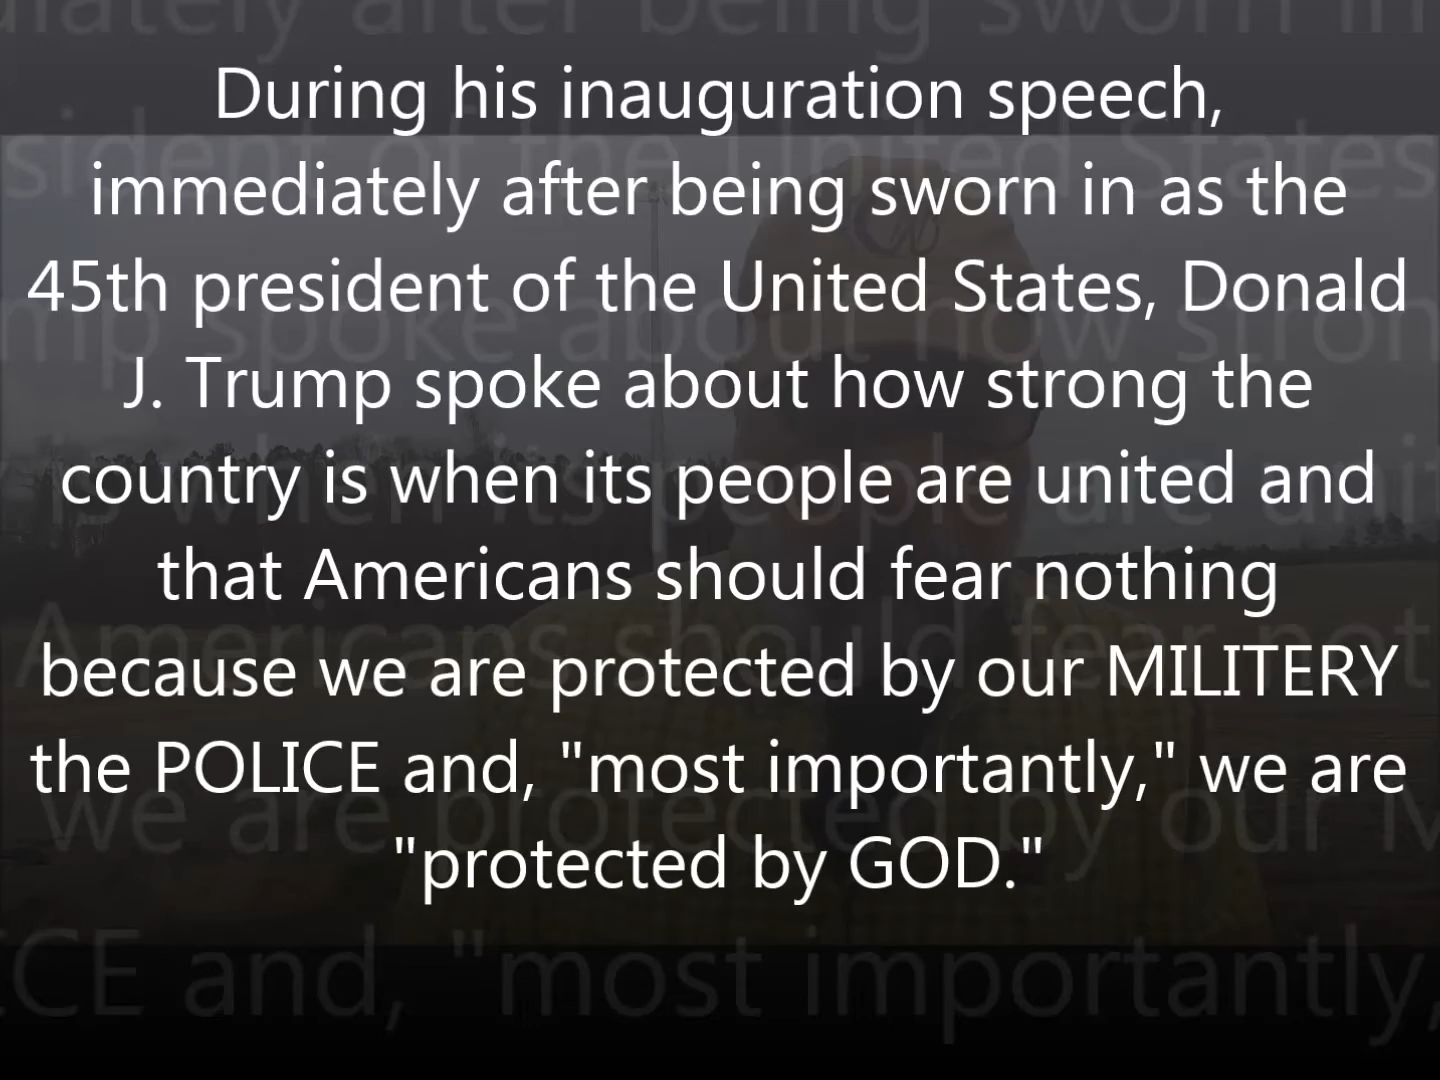 During his inauguration speech,
immediately after being sworn in as the
45th president of the United States, Donald
J. Trump spoke about how strong the
country is when its people are united and
that Americans should fear nothing
because we are protected by our MILITERY
the POLICE and, "most importantly," we are
"protected by GOD."